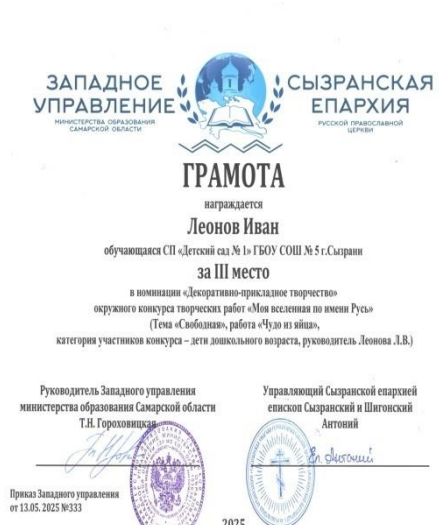 ЗАПАДНОЕ
УПРАВЛЕНИЕ
МИНИСТЕРСТВА ОБРАЗОВАНИЯ
САМАРСКОЙ ОБЛАСТИ
СЫЗРАНСКАЯ
ЕПАРХИЯ
РУССКОЙ ПРАВОСЛАВНОЙ
ЦЕРКВИ
ГРАМОТА
награждается
Леонов Иван
обучающаяся СП «Детский сад № 1» ГБОУ СОШ № 5 г.Сызрани
за III место
в номинации «Декоративно-прикладное творчество»
окружного конкурса творческих работ «Моя вселенная по имени Русь»
(Тема «Свободная», работа «Чудо из яйца»,
категория участников конкурса – дети дошкольного возраста, руководитель Леонова Л.В.)
Руководитель Западного управления
министерства образования Самарской области
Т.Н. Гороховицкая
Управляющий Сызранской епархией
епископ Сызранский и Шигонский
Антоний
Еп. Антоний
Приказ Западного управления
от 13.05. 2025 №333
2025